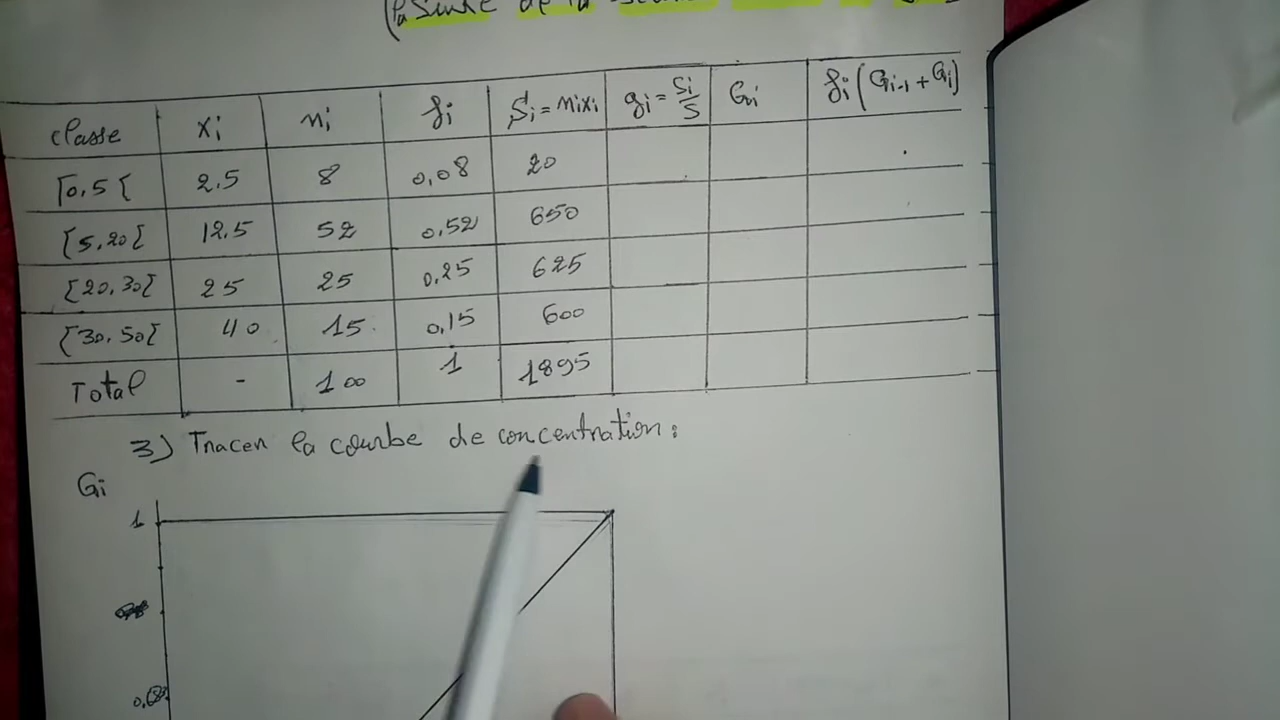 de la
classe xi ni fi Si = nixi gi = Si/S Gi fi (Gi-1 + Gi)
[0,5[ 2,5 8 0,08 20
[5,20[ 12,5 52 0,52 650
[20,30[ 25 25 0,25 625
[30,50[ 40 15 0,15 600
Total - 100 1 1895
3) Tracer la courbe de concentration :
Gi
1